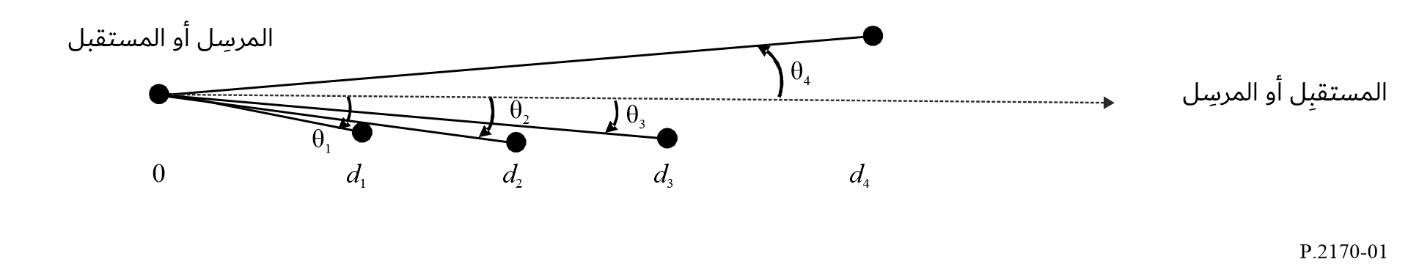 المرسِل أو المستقبل
θ4
المستقبِل أو المرسِل
θ2
θ3
θ1
0 d1 d2 d3 d4
P.2170-01